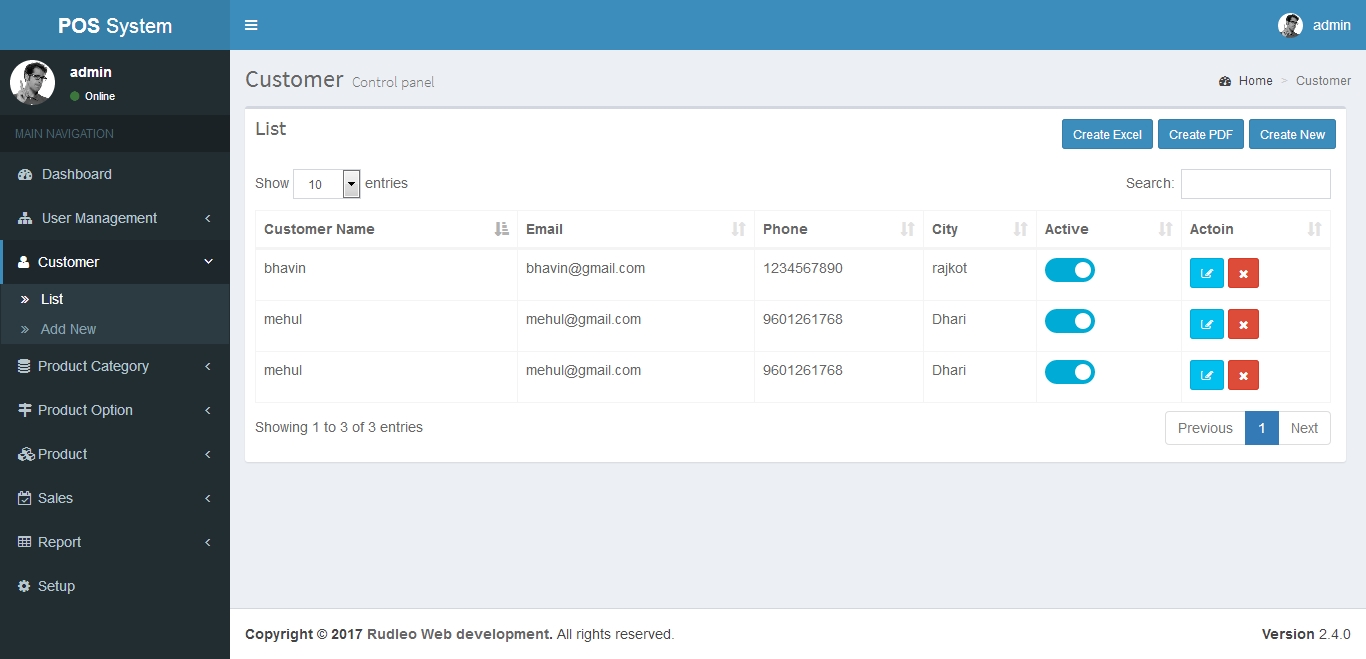 POS System
admin
admin
Online
MAIN NAVIGATION
Dashboard
User Management
Customer
List
Add New
Product Category
Product Option
Product
Sales
Report
Setup
Customer Control panel
Home > Customer
List
Create Excel Create PDF Create New
Show 10 entries
Search:
Customer Name Email Phone City Active Actoin
bhavin bhavin@gmail.com 1234567890 rajkot
mehul mehul@gmail.com 9601261768 Dhari
mehul mehul@gmail.com 9601261768 Dhari
Showing 1 to 3 of 3 entries
Previous 1 Next
Copyright © 2017 Rudleo Web development. All rights reserved.
Version 2.4.0